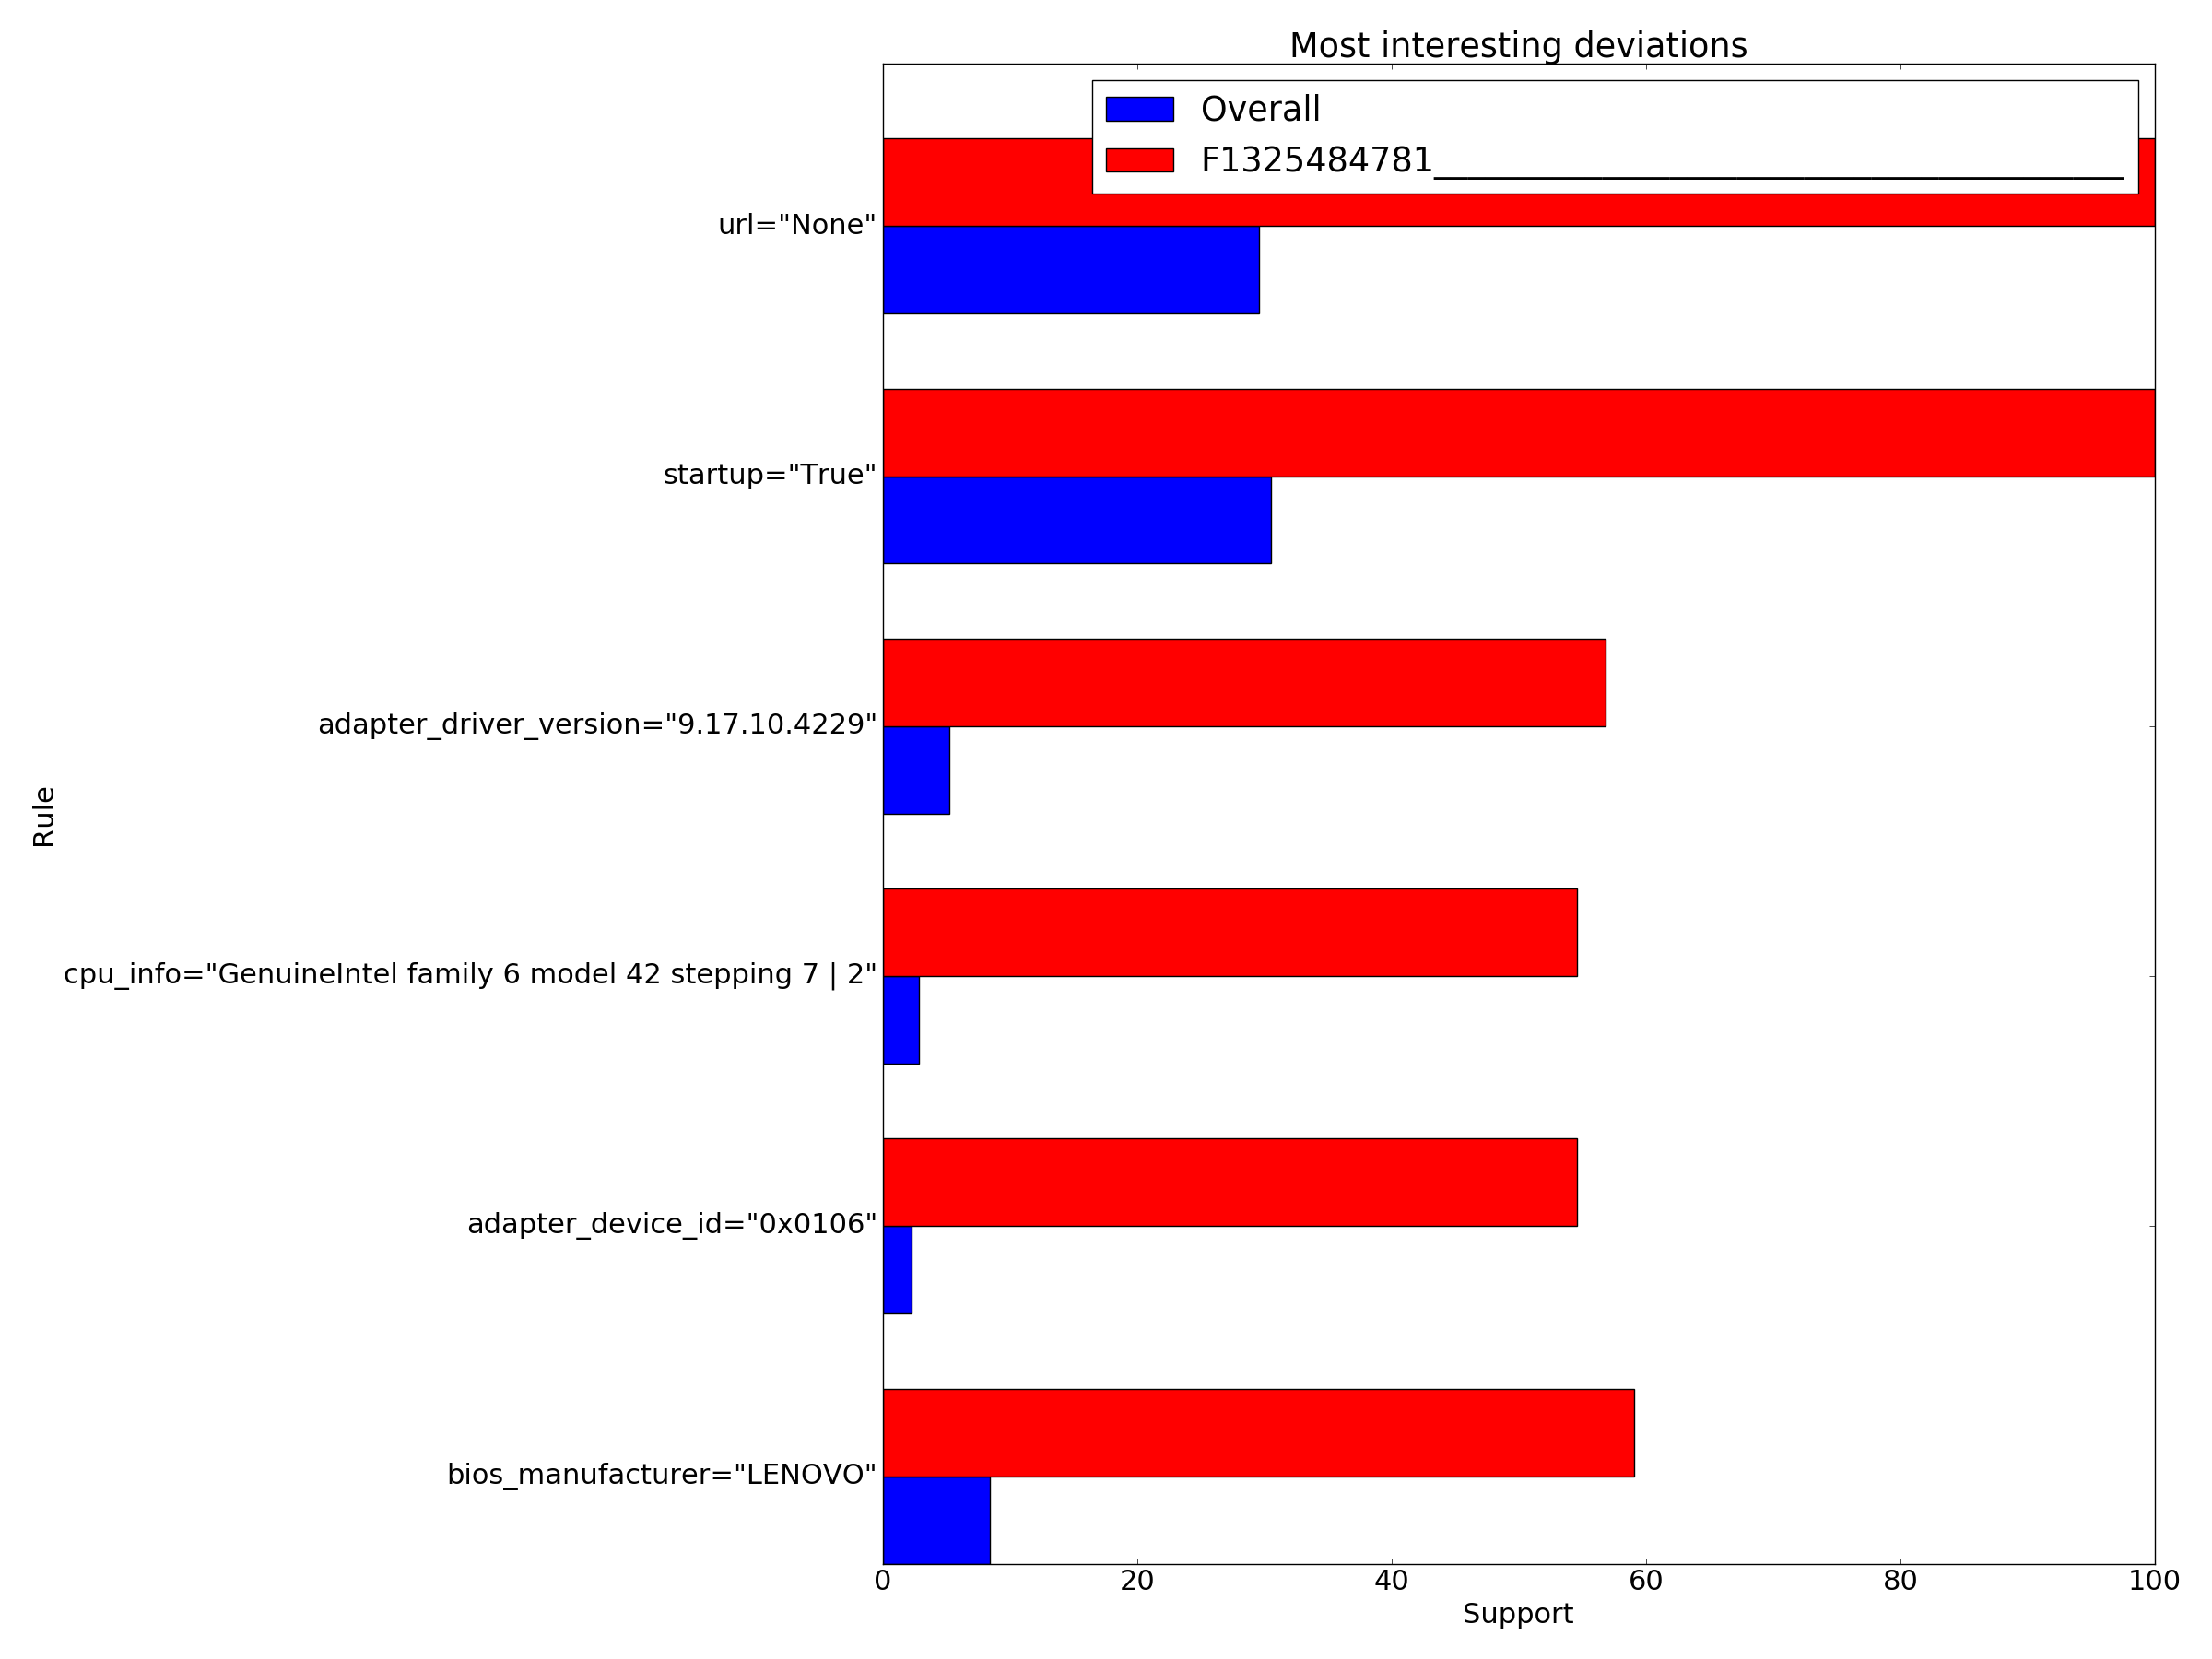 Most interesting deviations
Overall
F1325484781_________________________________________
url="None"
startup="True"
adapter_driver_version="9.17.10.4229"
Rule
cpu_info="GenuineIntel family 6 model 42 stepping 7 | 2"
adapter_device_id="0x0106"
bios_manufacturer="LENOVO"
0 20 40 60 80 100
Support